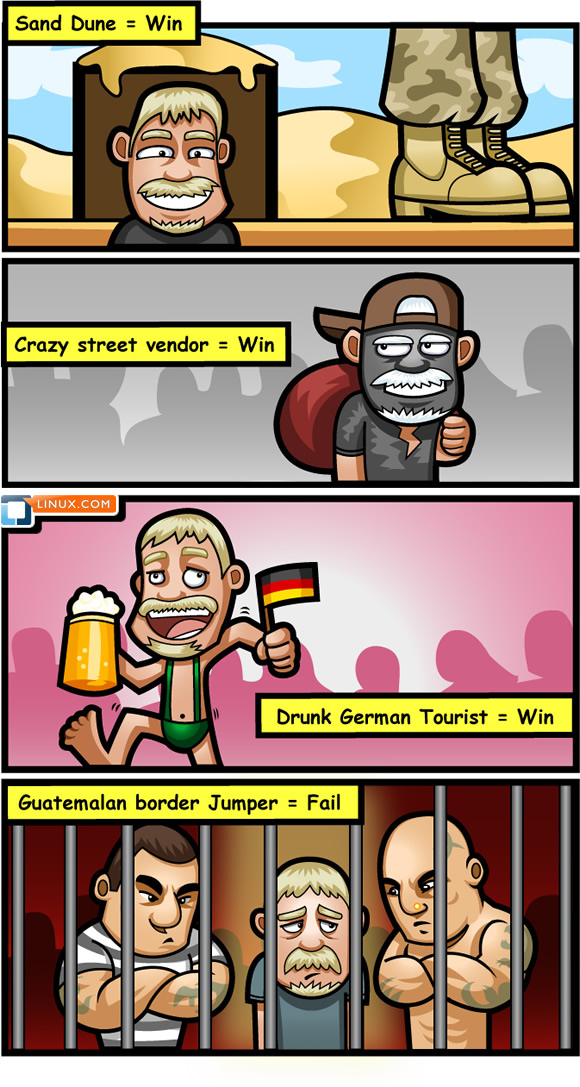 Sand Dune = Win
Crazy street vendor = Win
LINUX.COM
Drunk German Tourist = Win
Guatemalan border Jumper = Fail